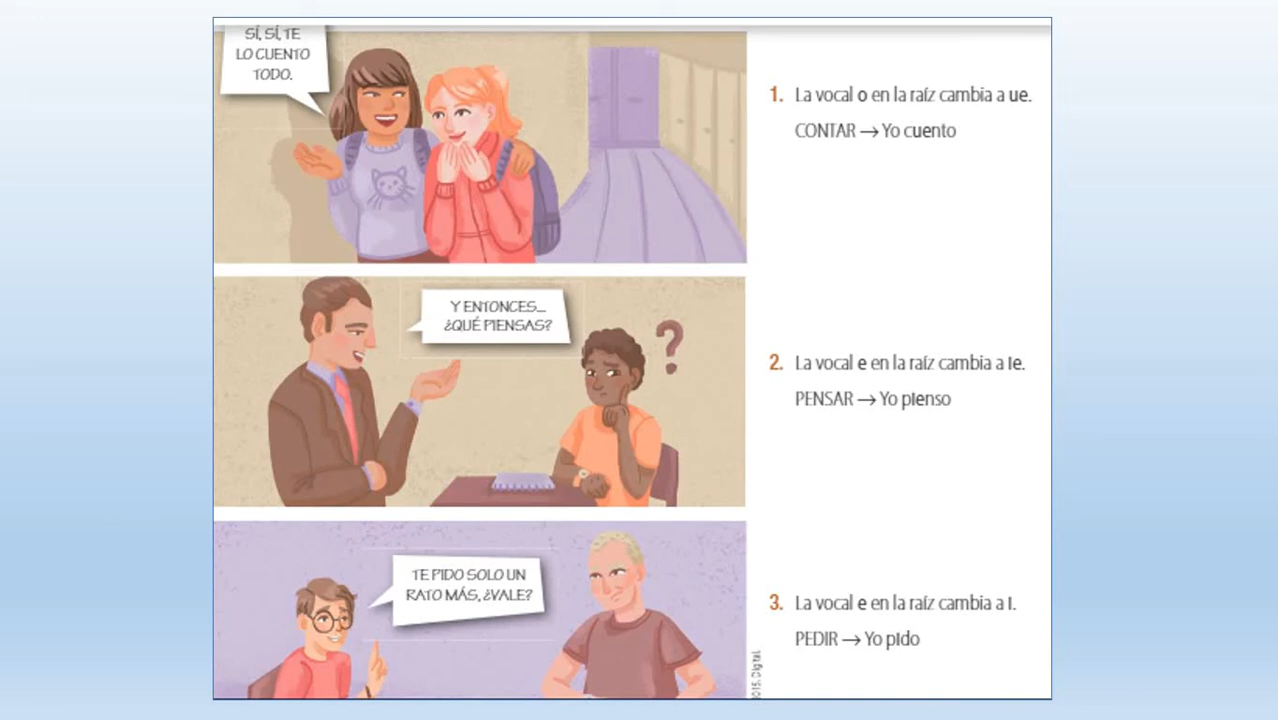 SÍ, SÍ, TE
LO CUENTO
TODO.
1. La vocal o en la raíz cambia a ue.
CONTAR → Yo cuento
Y ENTONCES...
¿QUÉ PIENSAS?
2. La vocal e en la raíz cambia a ie.
PENSAR → Yo pienso
TE PIDO SOLO UN
RATO MÁS, ¿VALE?
3. La vocal e en la raíz cambia a i.
PEDIR → Yo pido
?